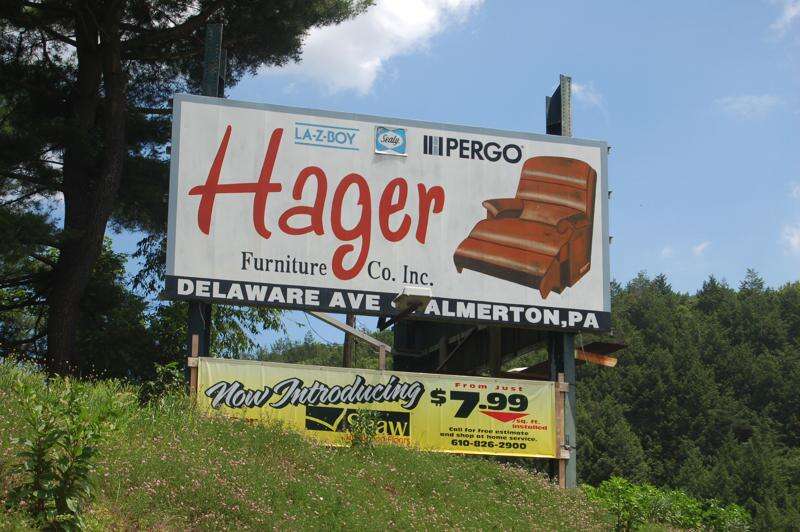 LA-Z-BOY Sealy PERGO
Hager
Furniture Co. Inc.
DELAWARE AVE ALMERTON, PA
Now Introducing
Shaw
From Just
$7.99
sq. ft.
installed
Call for free estimate
and shop at home service.
610-826-2900